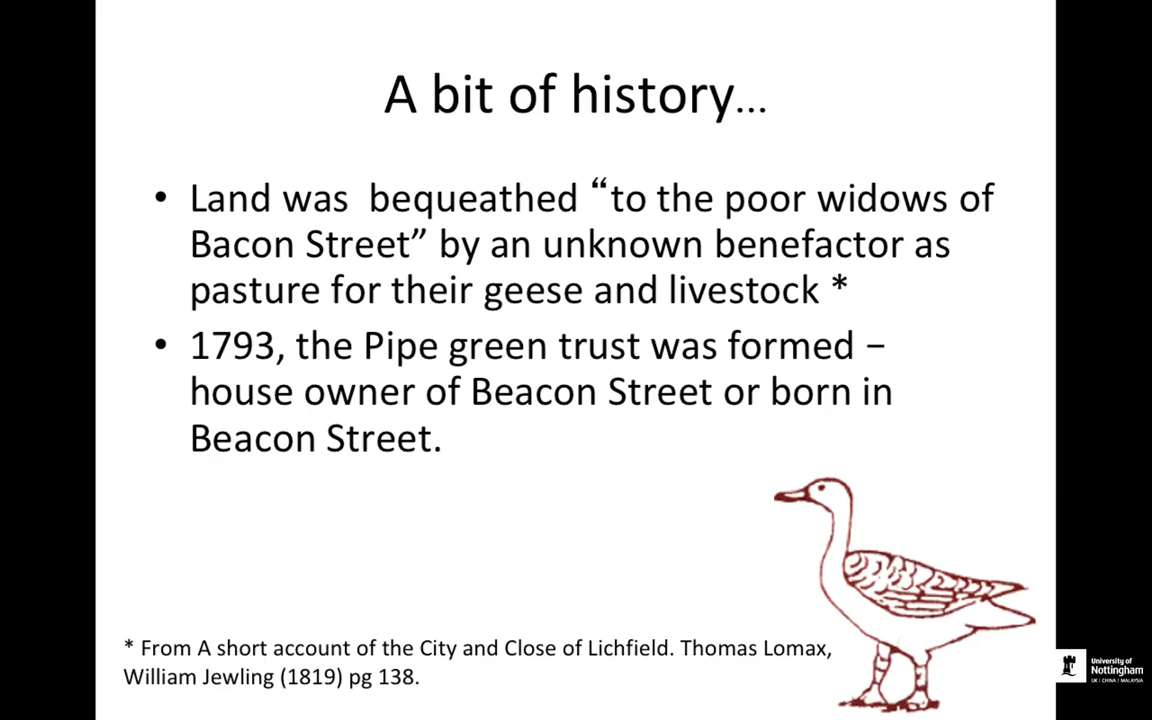 A bit of history...
• Land was bequeathed “to the poor widows of
Bacon Street” by an unknown benefactor as
pasture for their geese and livestock *
• 1793, the Pipe green trust was formed –
house owner of Beacon Street or born in
Beacon Street.
* From A short account of the City and Close of Lichfield. Thomas Lomax,
William Jewling (1819) pg 138.
University of
Nottingham
UK | CHINA | MALAYSIA